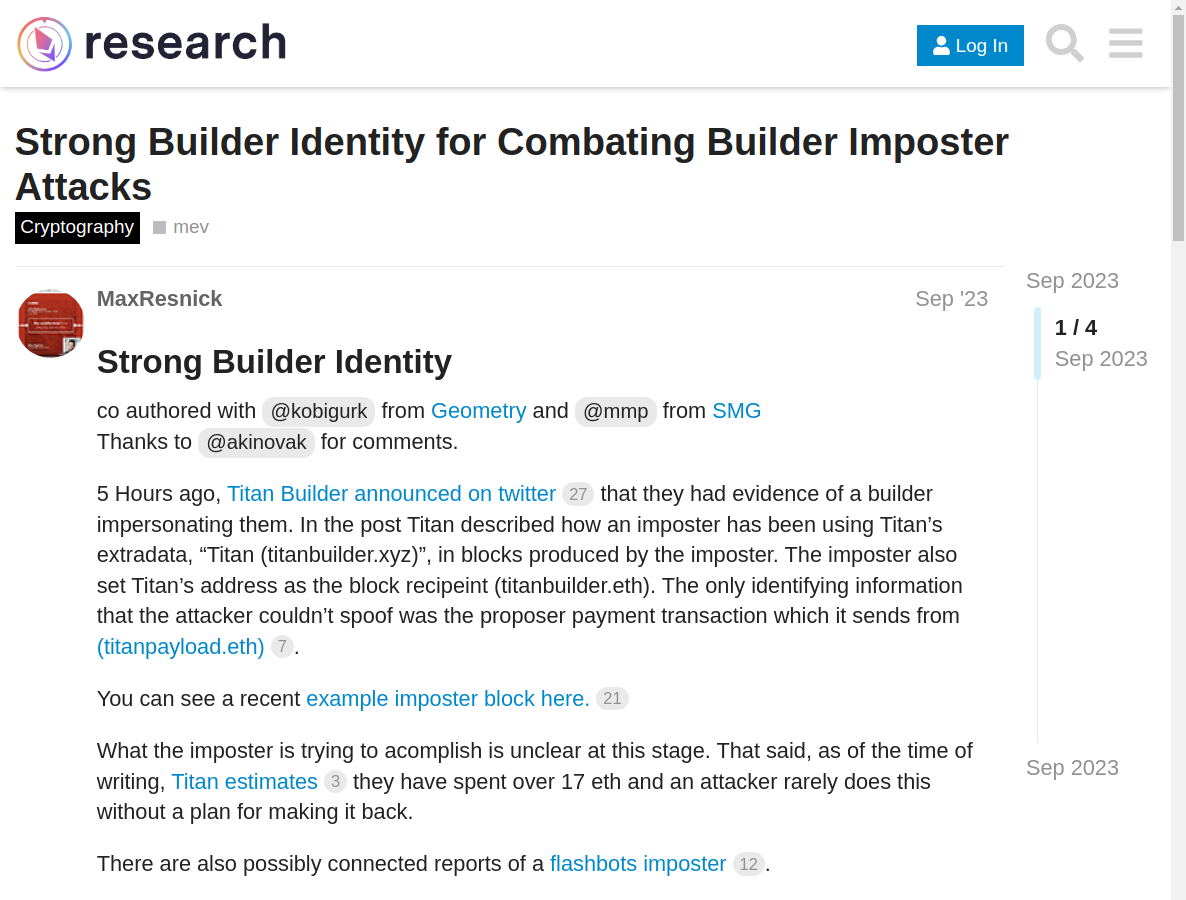 research
Log In
Strong Builder Identity for Combating Builder Imposter
Attacks
Cryptography mev
MaxResnick Sep '23
Sep 2023
1 / 4
Sep 2023
Strong Builder Identity
co authored with @kobigurk from Geometry and @mmp from SMG
Thanks to @akinovak for comments.
5 Hours ago, Titan Builder announced on twitter 27 that they had evidence of a builder
impersonating them. In the post Titan described how an imposter has been using Titan’s
extradata, “Titan (titanbuilder.xyz)”, in blocks produced by the imposter. The imposter also
set Titan’s address as the block recipeint (titanbuilder.eth). The only identifying information
that the attacker couldn’t spoof was the proposer payment transaction which it sends from
(titanpayload.eth) 7.
You can see a recent example imposter block here. 21
What the imposter is trying to acomplish is unclear at this stage. That said, as of the time of
writing, Titan estimates 3 they have spent over 17 eth and an attacker rarely does this
without a plan for making it back.
Sep 2023
There are also possibly connected reports of a flashbots imposter 12.